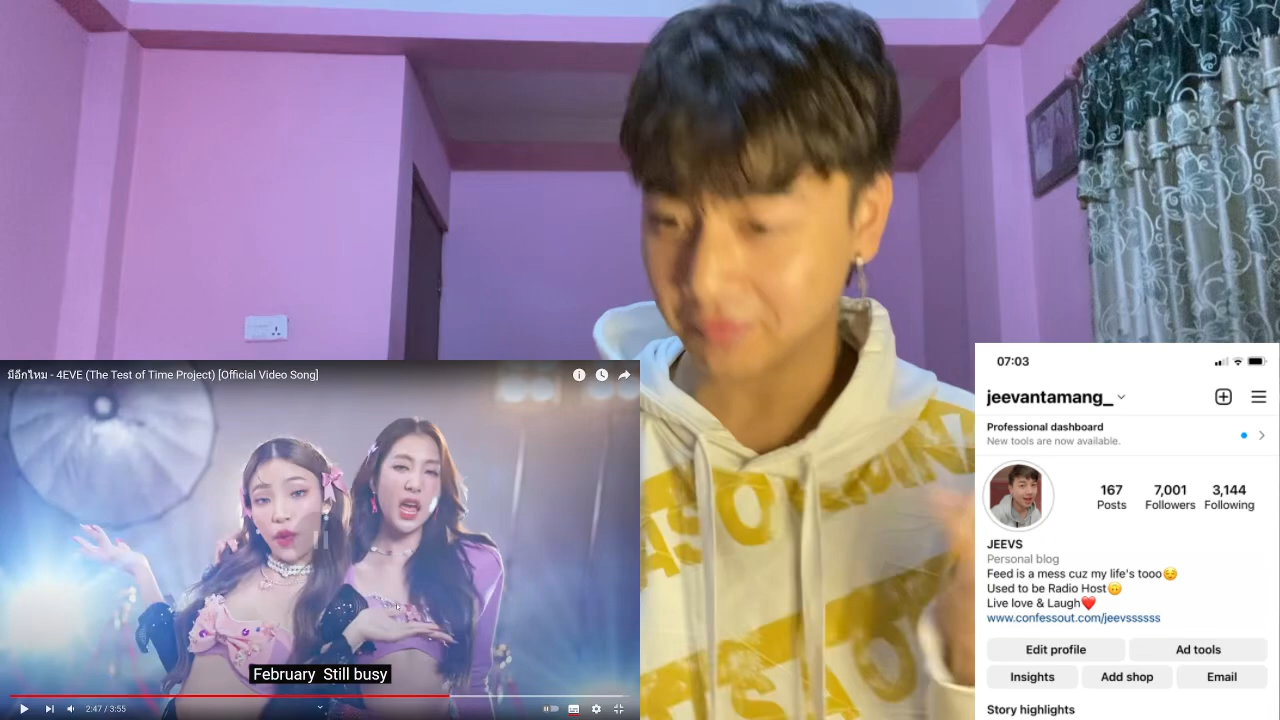 มีอีกไหม - 4EVE (The Test of Time Project) [Official Video Song]
February Still busy
2:47 / 3:55
07:03
jeevantamang_
Professional dashboard
New tools are now available.
167
7,001
3,144
Posts
Followers
Following
JEEVS
Personal blog
Feed is a mess cuz my life's tooo😌
Used to be Radio Host🙃
Live love & Laugh❤️
www.confessout.com/jeevssssss
Edit profile
Ad tools
Insights
Add shop
Email
Story highlights